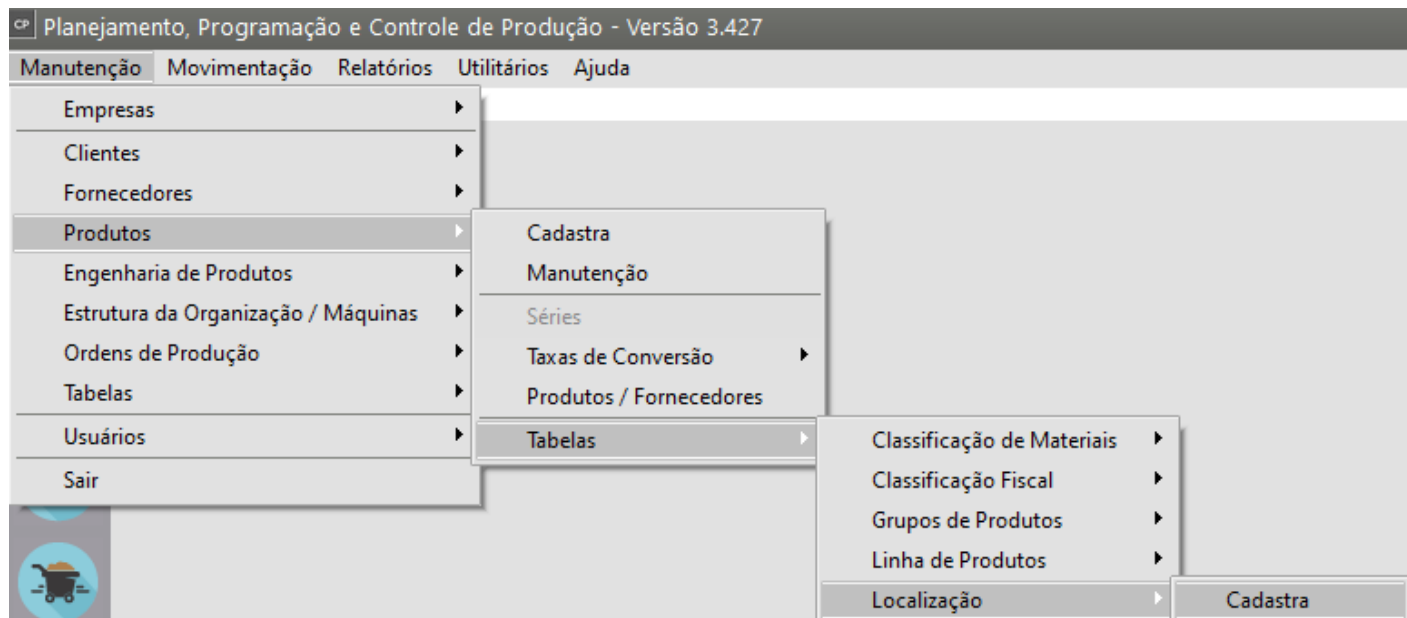 CP Planejamento, Programação e Controle de Produção - Versão 3.427
Manutenção Movimentação Relatórios Utilitários Ajuda
Empresas
Clientes
Fornecedores
Produtos
Engenharia de Produtos
Estrutura da Organização / Máquinas
Ordens de Produção
Tabelas
Usuários
Sair
Cadastra
Manutenção
Séries
Taxas de Conversão
Produtos / Fornecedores
Tabelas
Classificação de Materiais
Classificação Fiscal
Grupos de Produtos
Linha de Produtos
Localização
Cadastra